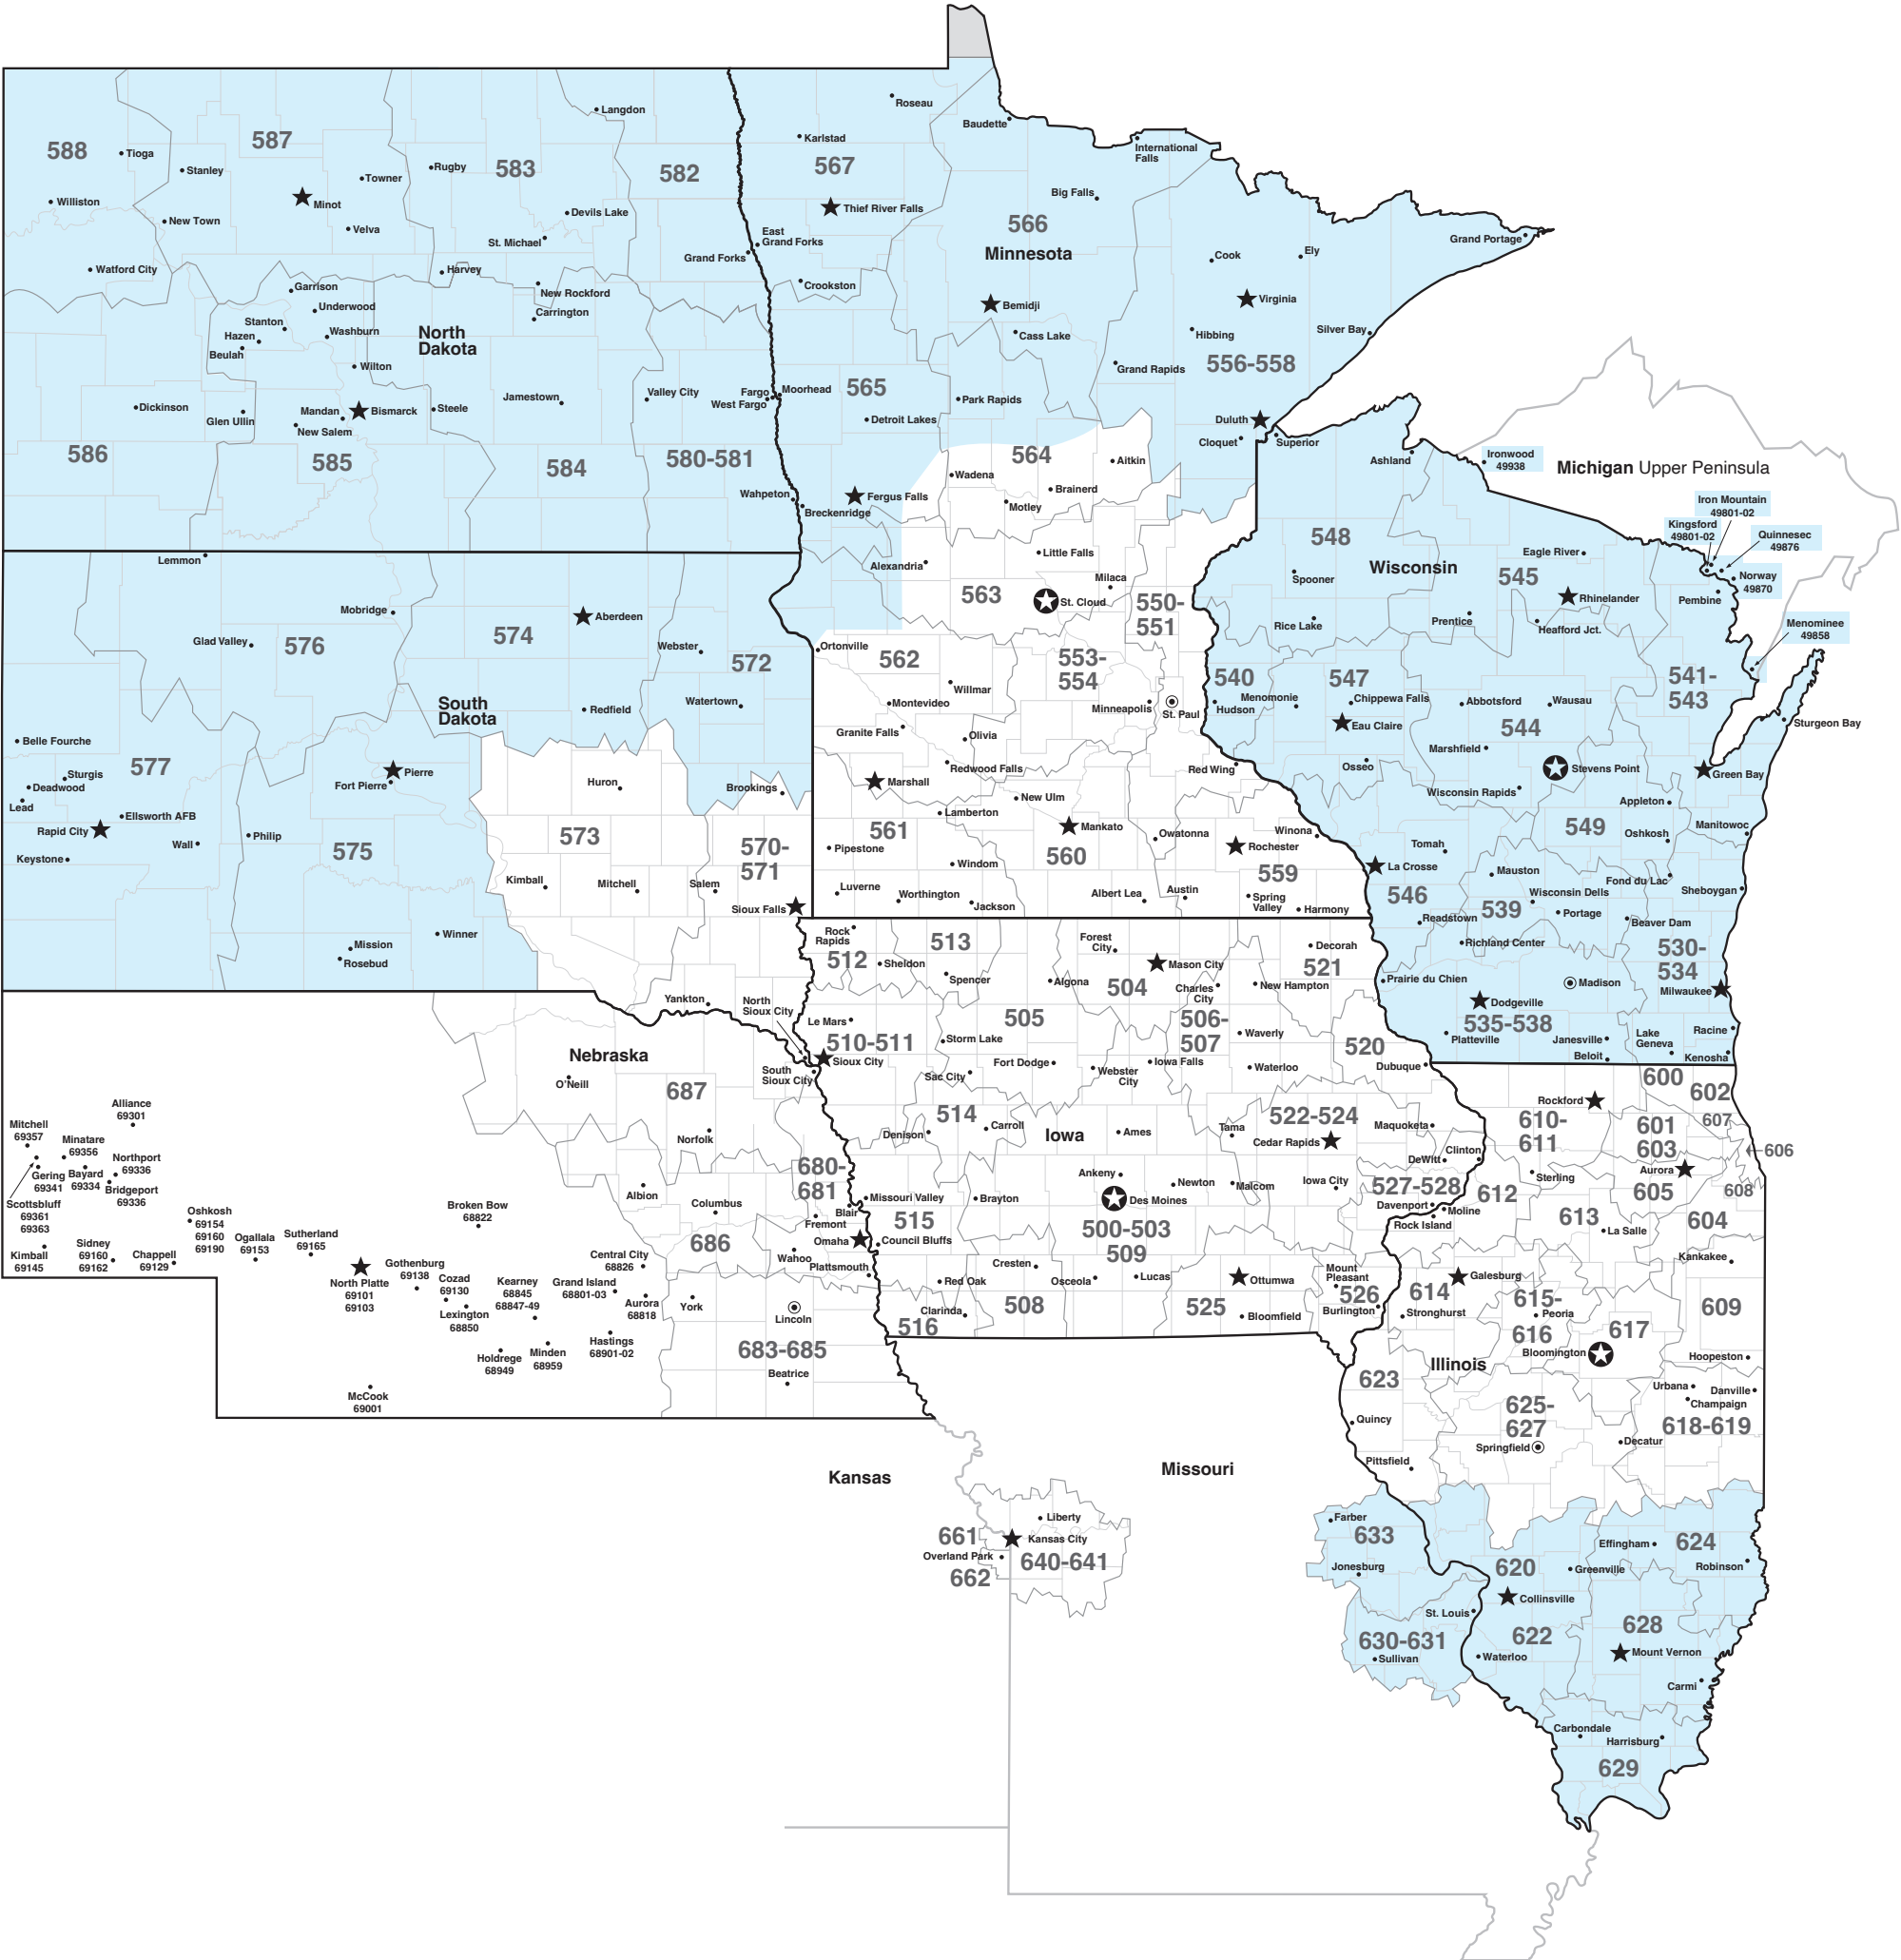 588
Tioga
Williston
Watford City
587
Stanley
Minot
Towner
New Town
Velva
583
Langdon
Rugby
Devils Lake
St. Michael
Harvey
New Rockford
Carrington
582
Grand Forks
Garrison
Underwood
Stanton
Hazen
Washburn
Beulah
Wilton
North
Dakota
Dickinson
Glen Ullin
Mandan
Bismarck
New Salem
Steele
Jamestown
Valley City
Fargo
West Fargo
586
585
584
580-581
Wahpeton
Roseau
Baudette
Karlstad
567
Thief River Falls
East
Grand Forks
Crookston
International
Falls
Big Falls
566
Minnesota
Bemidji
Cass Lake
Cook
Ely
Grand Portage
Virginia
Hibbing
Silver Bay
Grand Rapids
556-558
Moorhead
565
Detroit Lakes
Park Rapids
Duluth
Cloquet
Superior
564
Wadena
Aitkin
Brainerd
Motley
Fergus Falls
Breckenridge
Little Falls
Alexandria
Milaca
563
St. Cloud
550-
551
Ortonville
562
553-
554
Willmar
Montevideo
Minneapolis
St. Paul
Granite Falls
Olivia
Redwood Falls
Red Wing
Marshall
New Ulm
Lamberton
Mankato
Owatonna
Winona
561
560
Rochester
559
Pipestone
Windom
Luverne
Worthington
Jackson
Albert Lea
Austin
Spring
Valley
Harmony
Lemmon
Mobridge
Glad Valley
576
574
Aberdeen
Webster
572
South
Dakota
Redfield
Watertown
Belle Fourche
577
Sturgis
Deadwood
Lead
Pierre
Fort Pierre
Huron
Brookings
Ellsworth AFB
Rapid City
Wall
Philip
Keystone
575
573
570-
571
Kimball
Mitchell
Salem
Sioux Falls
Winner
Mission
Rosebud
Yankton
North
Sioux City
Ashland
Ironwood
49938
Michigan Upper Peninsula
Iron Mountain
49801-02
Kingsford
49801-02
Quinnesec
49876
Norway
49870
Menominee
49858
548
Wisconsin
Eagle River
545
Spooner
Rhinelander
Pembine
Rice Lake
Prentice
Heafford Jct.
540
547
541-
543
Menomonie
Hudson
Chippewa Falls
Abbotsford
Wausau
Eau Claire
544
Sturgeon Bay
Marshfield
Osseo
Stevens Point
Green Bay
Wisconsin Rapids
Appleton
549
Oshkosh
Manitowoc
Tomah
La Crosse
Mauston
Fond du Lac
Sheboygan
546
Wisconsin Dells
539
Readstown
Portage
Beaver Dam
Richland Center
530-
534
Prairie du Chien
Madison
Milwaukee
Dodgeville
535-538
Platteville
Janesville
Beloit
Lake
Geneva
Racine
Kenosha
Rock
Rapids
512
513
Sheldon
Spencer
Forest
City
Mason City
Algona
504
Charles
City
Decorah
521
New Hampton
Le Mars
510-511
505
506-
507
Storm Lake
Waverly
520
Sioux City
Sac City
Fort Dodge
Webster
City
Iowa Falls
Waterloo
Dubuque
514
Denison
Carroll
Iowa
Ames
Tama
522-524
Cedar Rapids
Maquoketa
Clinton
DeWitt
Ankeny
Newton
Malcom
Iowa City
527-528
Davenport
Missouri Valley
Brayton
Des Moines
515
Council Bluffs
500-503
509
Creston
Osceola
Lucas
Ottumwa
Mount
Pleasant
526
Burlington
Red Oak
Clarinda
508
525
Bloomfield
516
Nebraska
O'Neill
South
Sioux City
687
Norfolk
680-
681
Albion
Columbus
Blair
Fremont
Omaha
686
Wahoo
Plattsmouth
York
Lincoln
683-685
Beatrice
Alliance
69301
Mitchell
69357
Minatare
69356
Northport
69336
Gering
69341
Bayard
69334
Bridgeport
69336
Scottsbluff
69361
69363
Kimball
69145
Sidney
69160
69162
Chappell
69129
Oshkosh
69154
69160
69190
Ogallala
69153
Sutherland
69165
North Platte
69101
69103
Broken Bow
68822
Gothenburg
69138
Cozad
69130
Lexington
68850
Kearney
68845
68847-49
Central City
68826
Grand Island
68801-03
Aurora
68818
Hastings
68901-02
Holdrege
68949
Minden
68959
McCook
69001
600
602
Rockford
610-
611
601
603
607
606
Aurora
605
608
Sterling
612
Moline
Rock Island
613
La Salle
604
Kankakee
614
Galesburg
Stronghurst
615-
Peoria
616
609
617
Bloomington
Hoopeston
Illinois
623
Urbana
Danville
Champaign
618-619
Quincy
625-
627
Springfield
Decatur
Pittsfield
Kansas
Missouri
Liberty
661
Kansas City
Overland Park
640-641
662
Farber
633
Jonesburg
St. Louis
630-631
Sullivan
Effingham
624
Robinson
620
Greenville
Collinsville
628
622
Waterloo
Mount Vernon
Carmi
Carbondale
Harrisburg
629